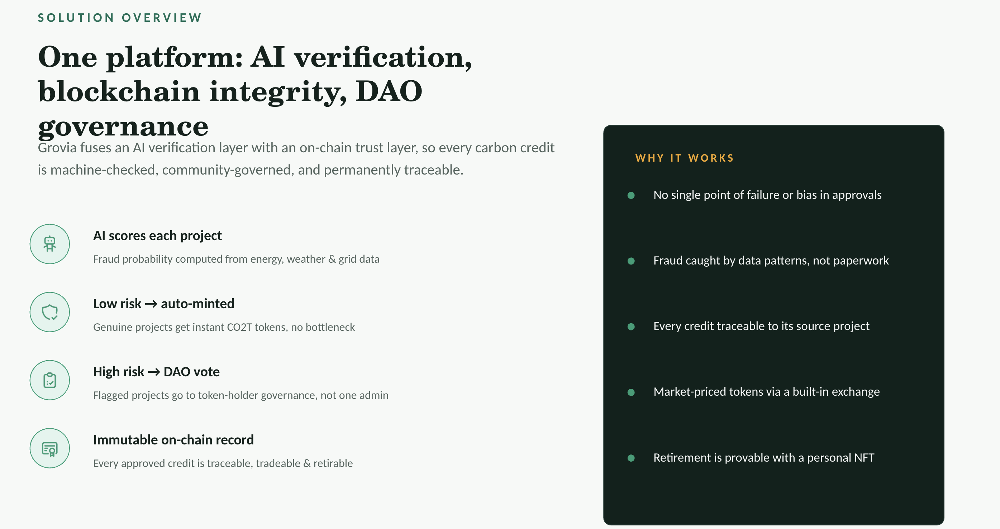 SOLUTION OVERVIEW
One platform: AI verification,
blockchain integrity, DAO
governance
Grovia fuses an AI verification layer with an on-chain trust layer, so every carbon credit
is machine-checked, community-governed, and permanently traceable.
AI scores each project
Fraud probability computed from energy, weather & grid data
Low risk → auto-minted
Genuine projects get instant CO2T tokens, no bottleneck
High risk → DAO vote
Flagged projects go to token-holder governance, not one admin
Immutable on-chain record
Every approved credit is traceable, tradeable & retirable
WHY IT WORKS
No single point of failure or bias in approvals
Fraud caught by data patterns, not paperwork
Every credit traceable to its source project
Market-priced tokens via a built-in exchange
Retirement is provable with a personal NFT